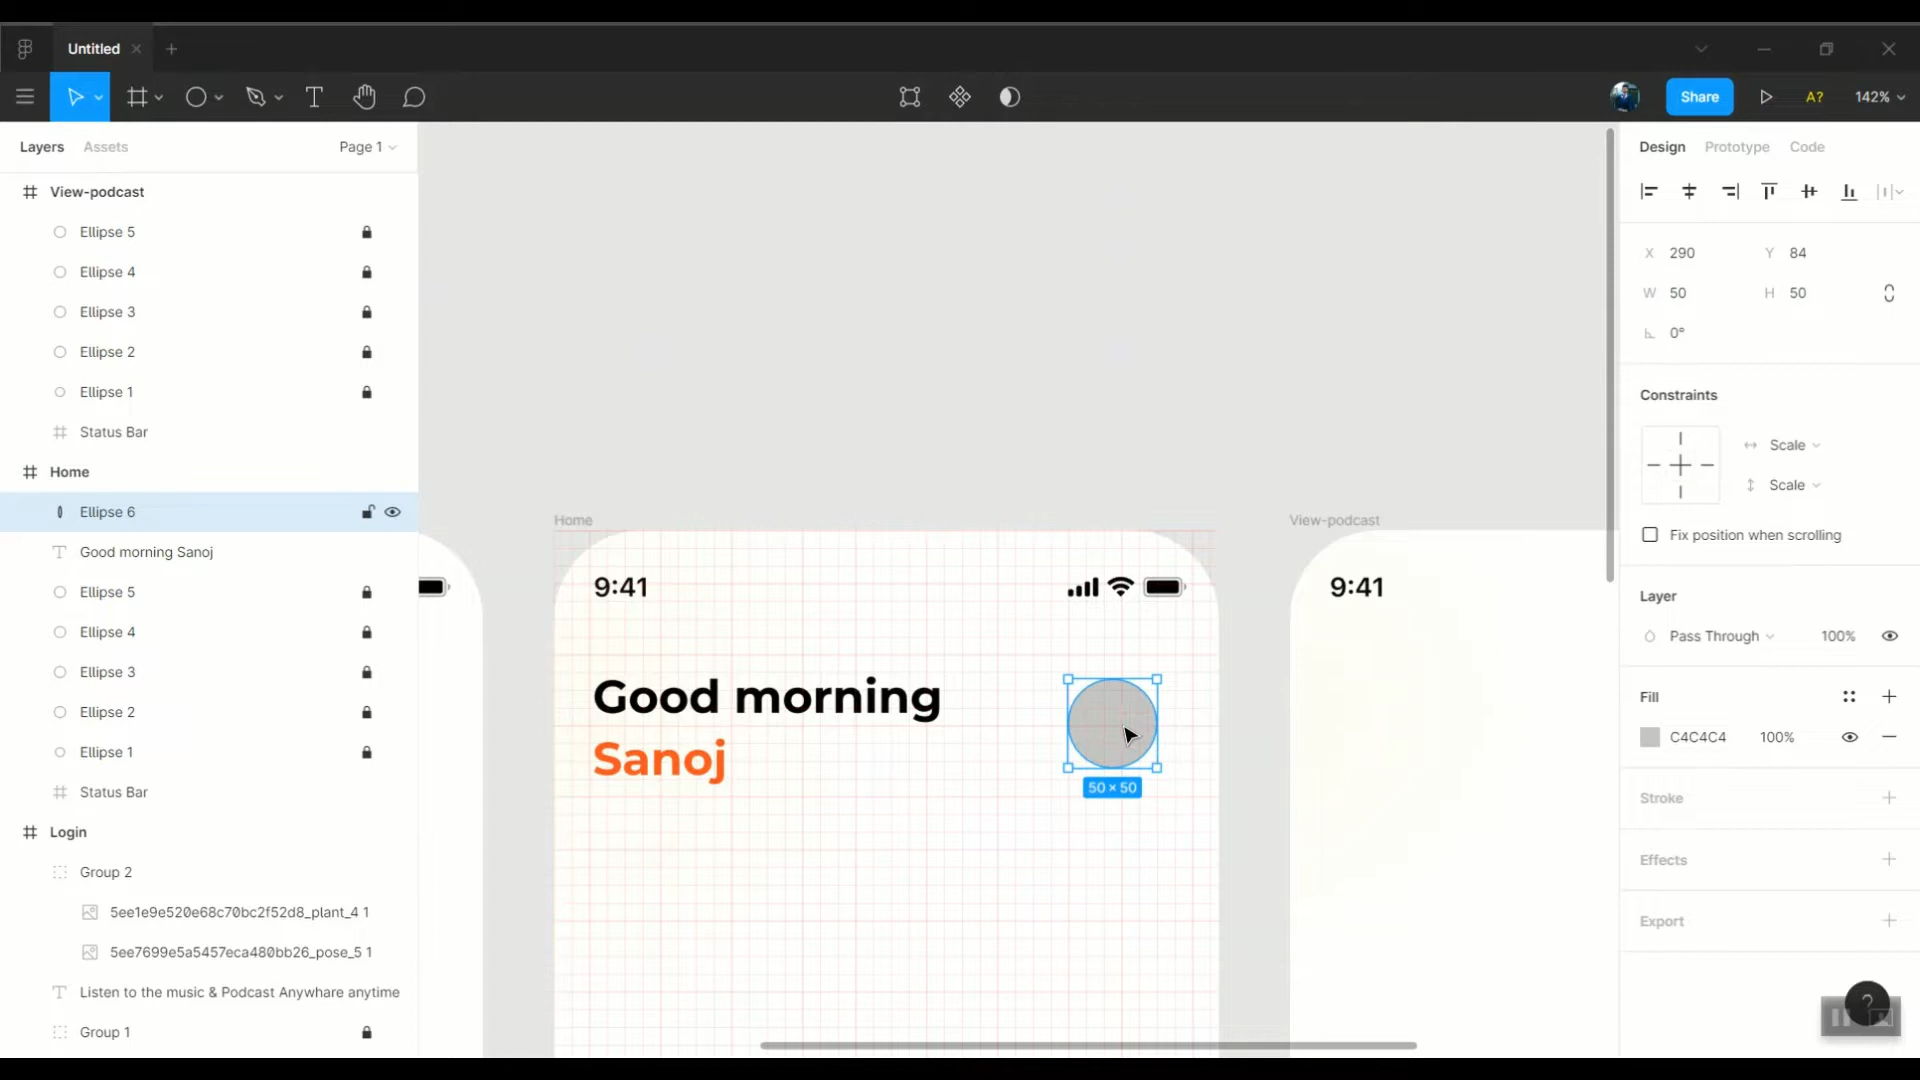 Untitled
Share
A?
142%
Layers
Assets
Page 1
Design
Prototype
Code
View-podcast
Ellipse 5
Ellipse 4
Ellipse 3
Ellipse 2
Ellipse 1
Status Bar
Home
Ellipse 6
Good morning Sanoj
Ellipse 5
Ellipse 4
Ellipse 3
Ellipse 2
Ellipse 1
Status Bar
Login
Group 2
5ee1e9e520e68c70bc2f52d8_plant_4 1
5ee7699e5a5457eca480bb26_pose_5 1
Listen to the music & Podcast Anywhare anytime
Group 1
Home
9:41
Good morning
Sanoj
50 × 50
View-podcast
9:41
X 290 Y 84
W 50 H 50
0°
Constraints
Scale
Scale
Fix position when scrolling
Layer
Pass Through 100%
Fill
C4C4C4 100%
Stroke
Effects
Export
?